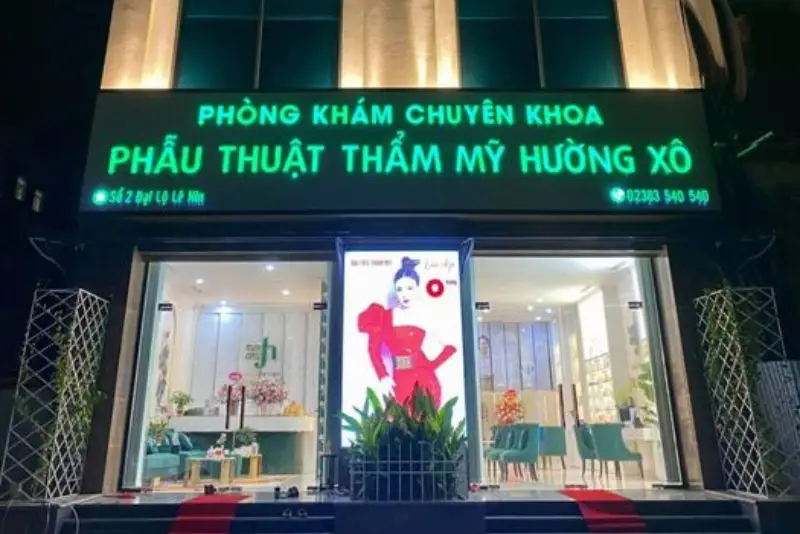 PHÒNG KHÁM CHUYÊN KHOA
PHẪU THUẬT THẨM MỸ HƯỜNG XÔ
Số 2 Đại Lộ Lê Nin
02383 540 540